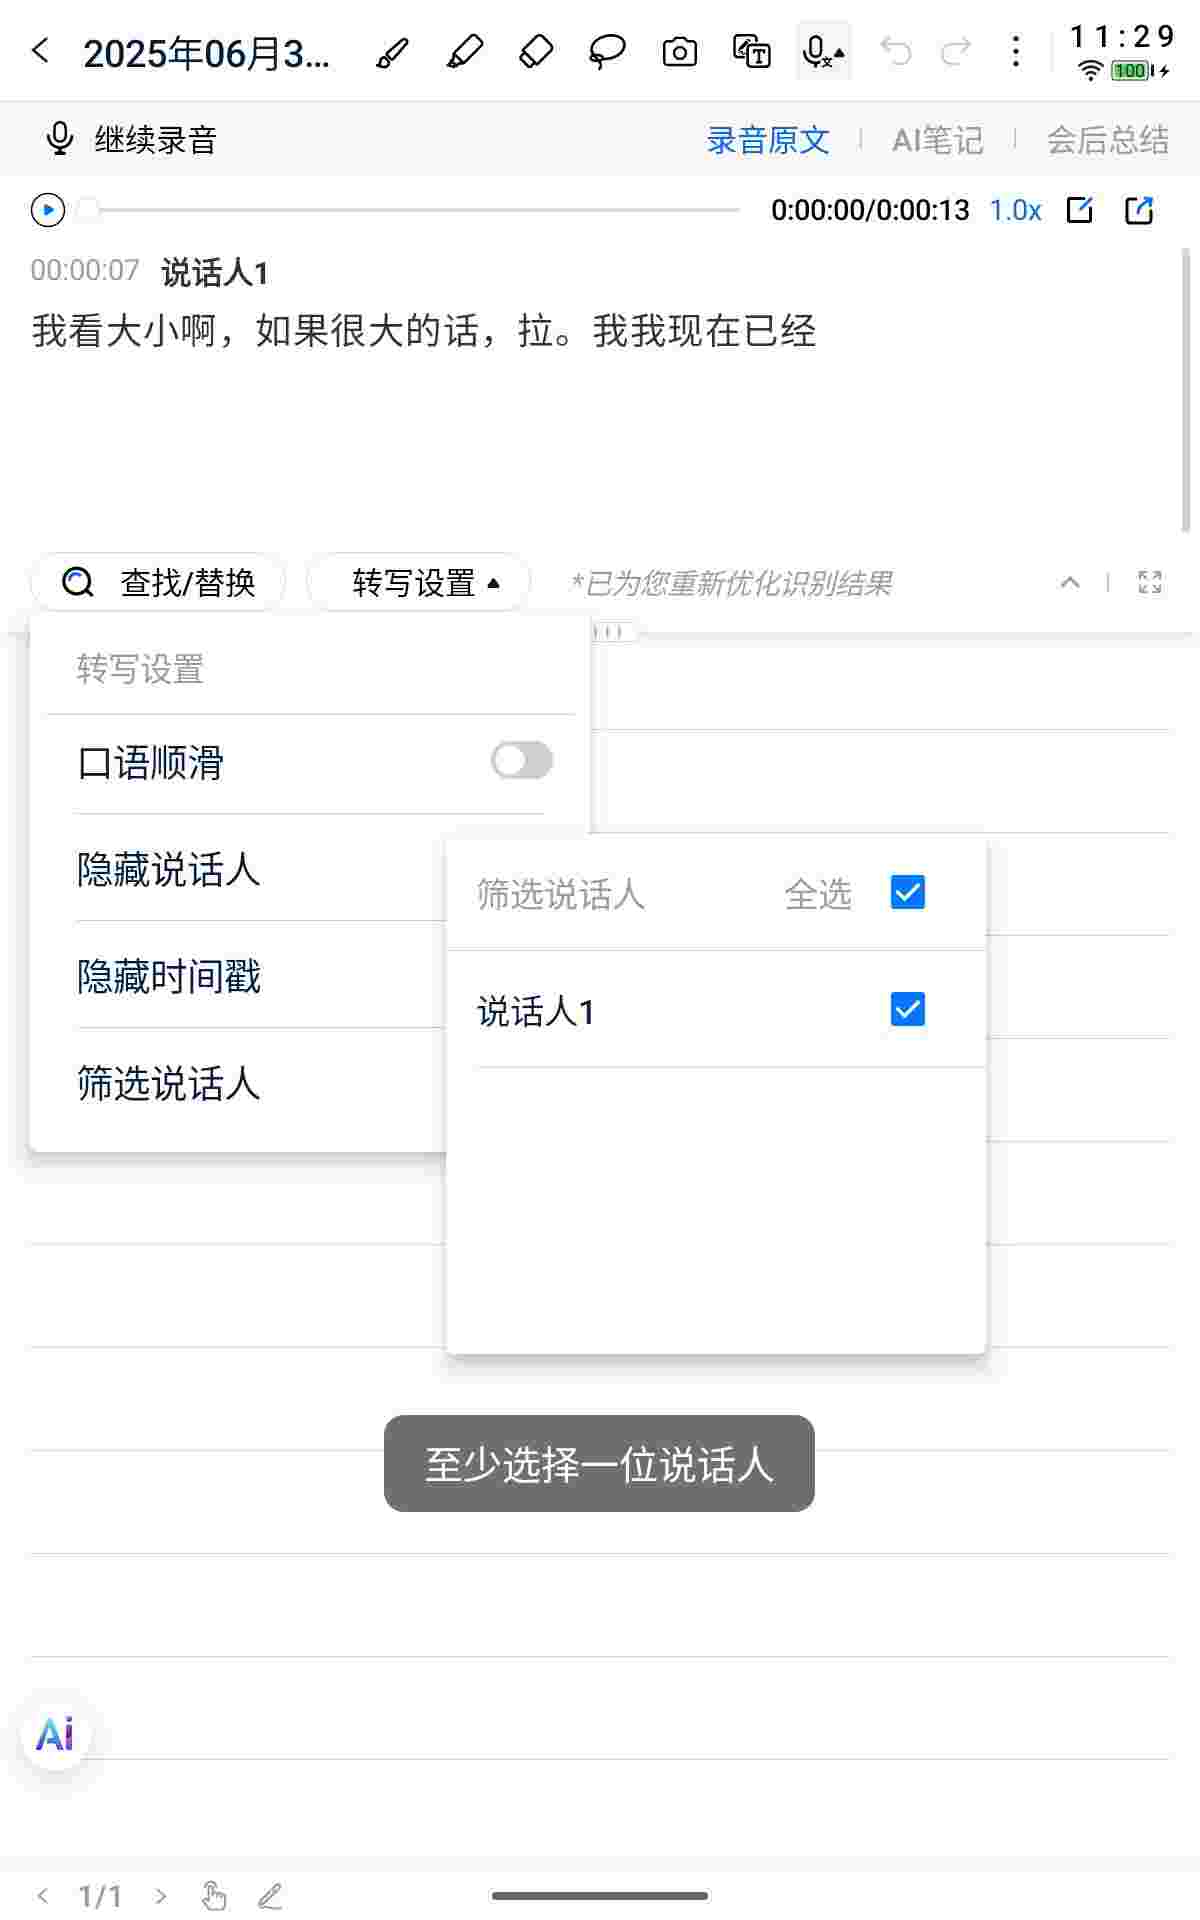 2025年06月3...
11:29
100
继续录音
录音原文
AI笔记
会后总结
0:00:00/0:00:13 1.0x
00:00:07 说话人1
我看大小啊，如果很大的话，拉。我我现在已经
查找/替换
转写设置
*已为您重新优化识别结果
转写设置
口语顺滑
隐藏说话人
隐藏时间戳
筛选说话人
筛选说话人 全选
说话人1
至少选择一位说话人
Ai
1/1